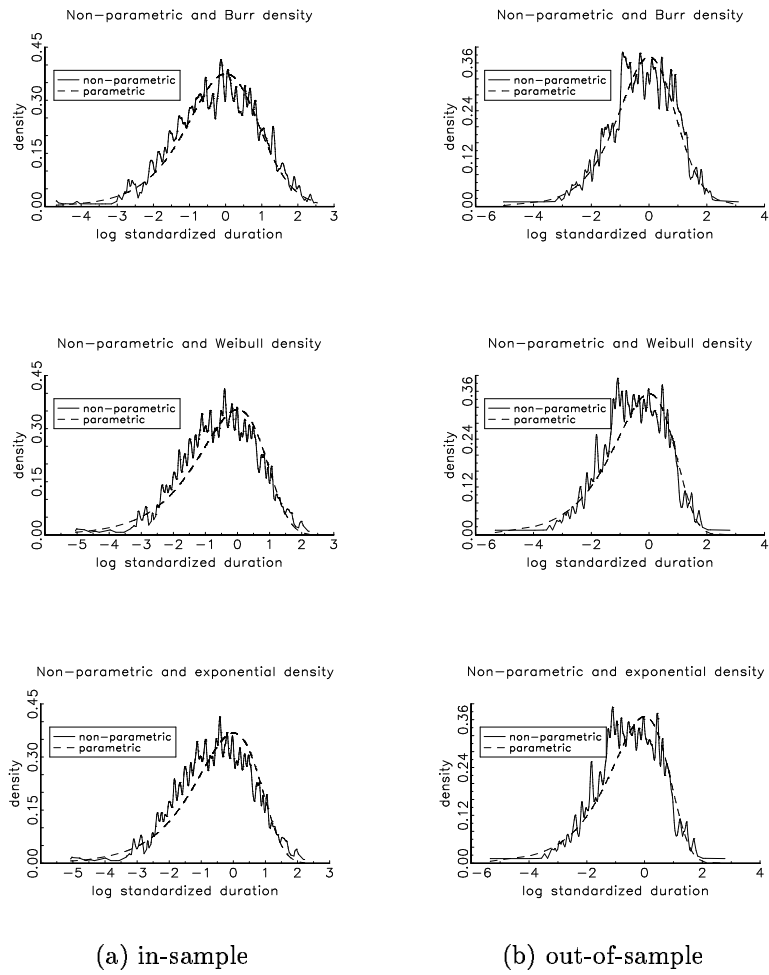 Non-parametric and Burr density
0.45
0.30
0.15
0.00
density
non-parametric
parametric
-4 -3 -2 -1 0 1 2 3
log standardized duration
Non-parametric and Burr density
0.36
0.24
0.12
0.00
density
non-parametric
parametric
-6 -4 -2 0 2 4
log standardized duration
Non-parametric and Weibull density
0.45
0.30
0.15
0.00
density
non-parametric
parametric
-5 -4 -3 -2 -1 0 1 2 3
log standardized duration
Non-parametric and Weibull density
0.36
0.24
0.12
0.00
density
non-parametric
parametric
-6 -4 -2 0 2 4
log standardized duration
Non-parametric and exponential density
0.45
0.30
0.15
0.00
density
non-parametric
parametric
-5 -4 -3 -2 -1 0 1 2 3
log standardized duration
Non-parametric and exponential density
0.36
0.24
0.12
0.00
density
non-parametric
parametric
-6 -4 -2 0 2 4
log standardized duration
(a) in-sample
(b) out-of-sample